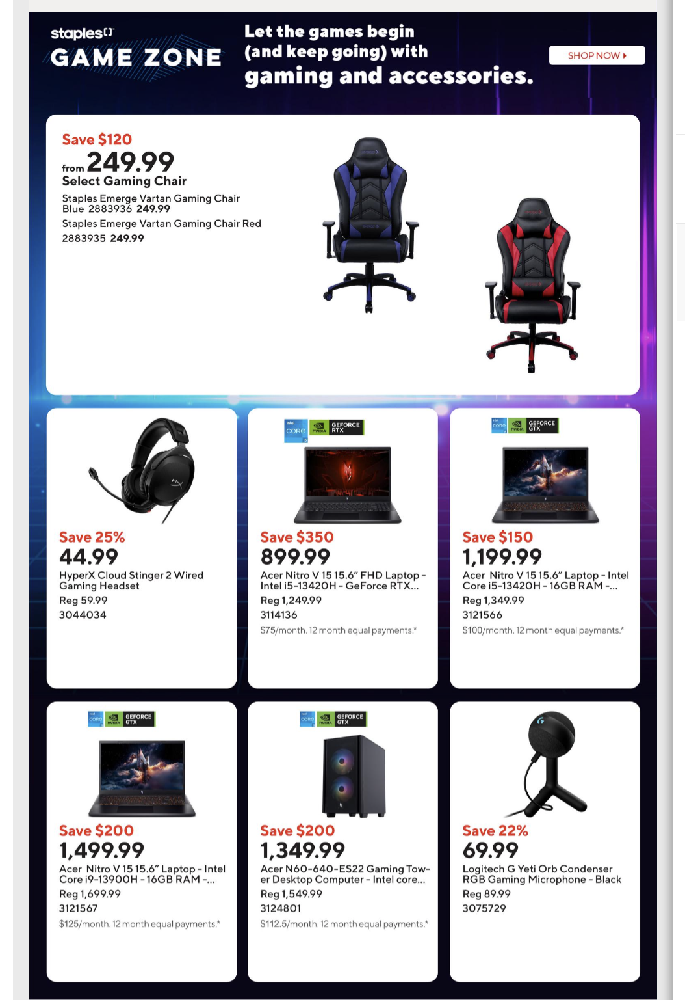 staples
GAME ZONE
Let the games begin
(and keep going) with
gaming and accessories.
SHOP NOW
Save $120
from 249.99
Select Gaming Chair
Staples Emerge Vartan Gaming Chair
Blue 2883936 249.99
Staples Emerge Vartan Gaming Chair Red
2883935 249.99
Save 25%
44.99
HyperX Cloud Stinger 2 Wired
Gaming Headset
Reg 59.99
3044034
intel
CORE
i5
NVIDIA
GEFORCE
RTX
Save $350
899.99
Acer Nitro V 15 15.6” FHD Laptop -
Intel i5-13420H - GeForce RTX...
Reg 1,249.99
3114136
$75/month. 12 month equal payments.*
intel
CORE
NVIDIA
GEFORCE
GTX
Save $150
1,199.99
Acer Nitro V 15 15.6” Laptop - Intel
Core i5-13420H - 16GB RAM -...
Reg 1,349.99
3121566
$100/month. 12 month equal payments.*
intel
CORE
NVIDIA
GEFORCE
GTX
Save $200
1,499.99
Acer Nitro V 15 15.6” Laptop - Intel
Core i9-13900H - 16GB RAM -...
Reg 1,699.99
3121567
$125/month. 12 month equal payments.*
intel
CORE
NVIDIA
GEFORCE
GTX
Save $200
1,349.99
Acer N60-640-ES22 Gaming Tow-
er Desktop Computer - Intel core...
Reg 1,549.99
3124801
$112.5/month. 12 month equal payments.*
G
Save 22%
69.99
Logitech G Yeti Orb Condenser
RGB Gaming Microphone - Black
Reg 89.99
3075729